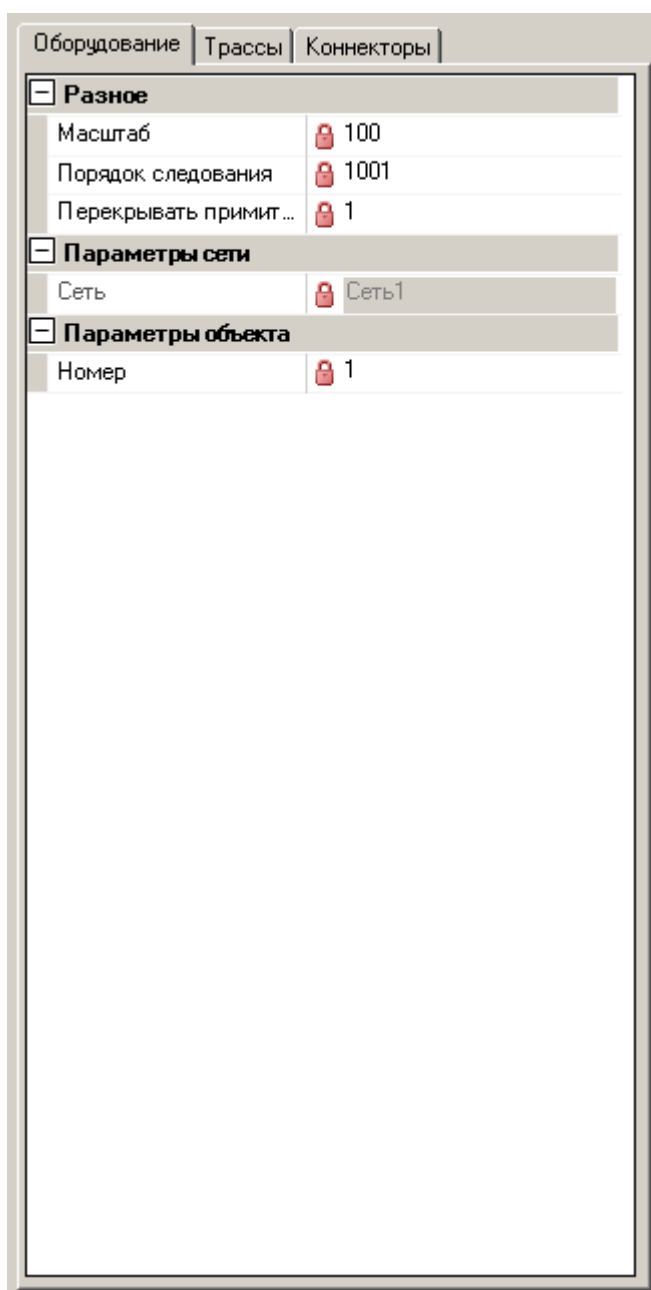 Оборудование Трассы Коннекторы
Разное
Масштаб 100
Порядок следования 1001
Перекрывать примит... 1
Параметры сети
Сеть Сеть1
Параметры объекта
Номер 1